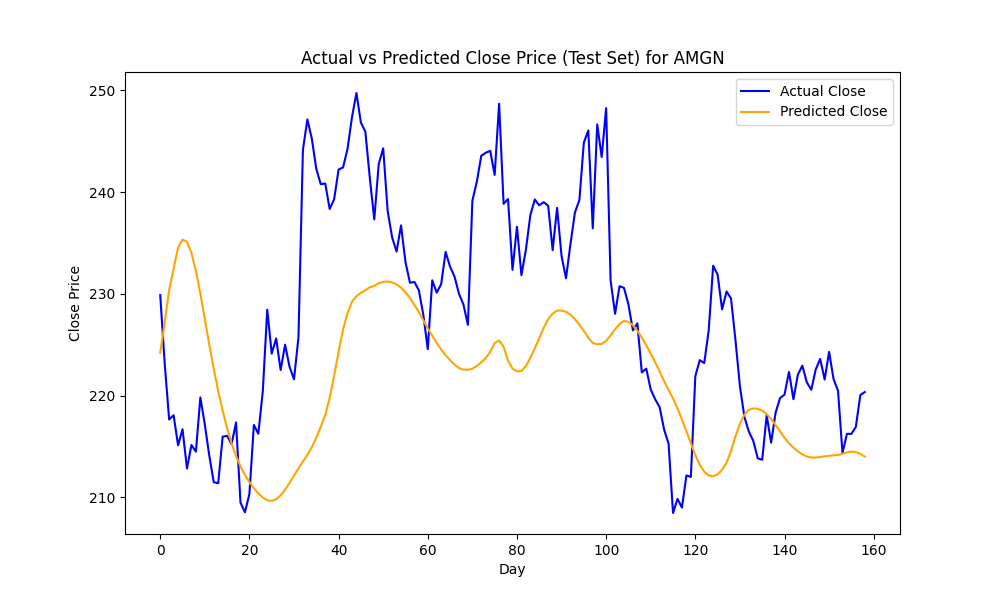 Actual vs Predicted Close Price (Test Set) for AMGN
Actual Close
Predicted Close
Close Price
250
240
230
220
210
0 20 40 60 80 100 120 140 160
Day